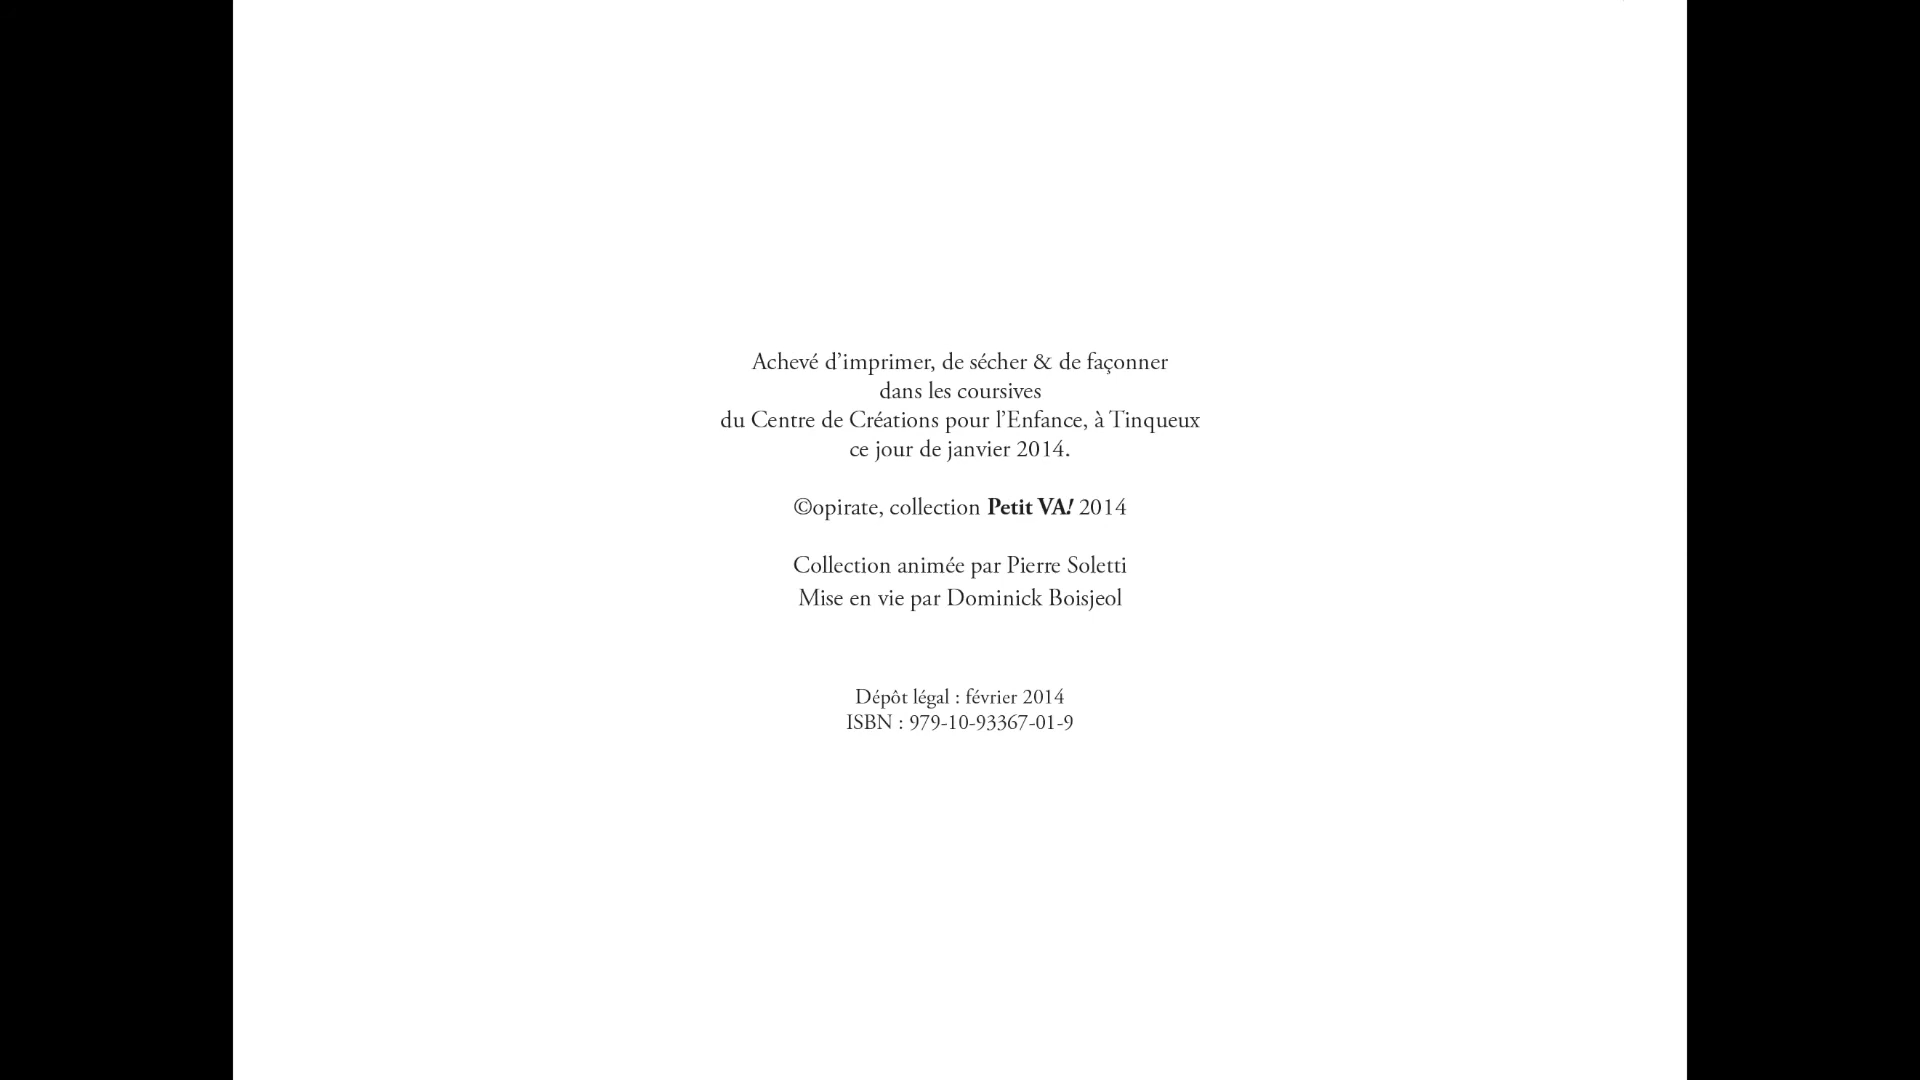 Achevé d’imprimer, de sécher & de façonner
dans les coursives
du Centre de Créations pour l’Enfance, à Tinqueux
ce jour de janvier 2014.
©opirate, collection Petit VA! 2014
Collection animée par Pierre Soletti
Mise en vie par Dominick Boisjeol
Dépôt légal : février 2014
ISBN : 979-10-93367-01-9